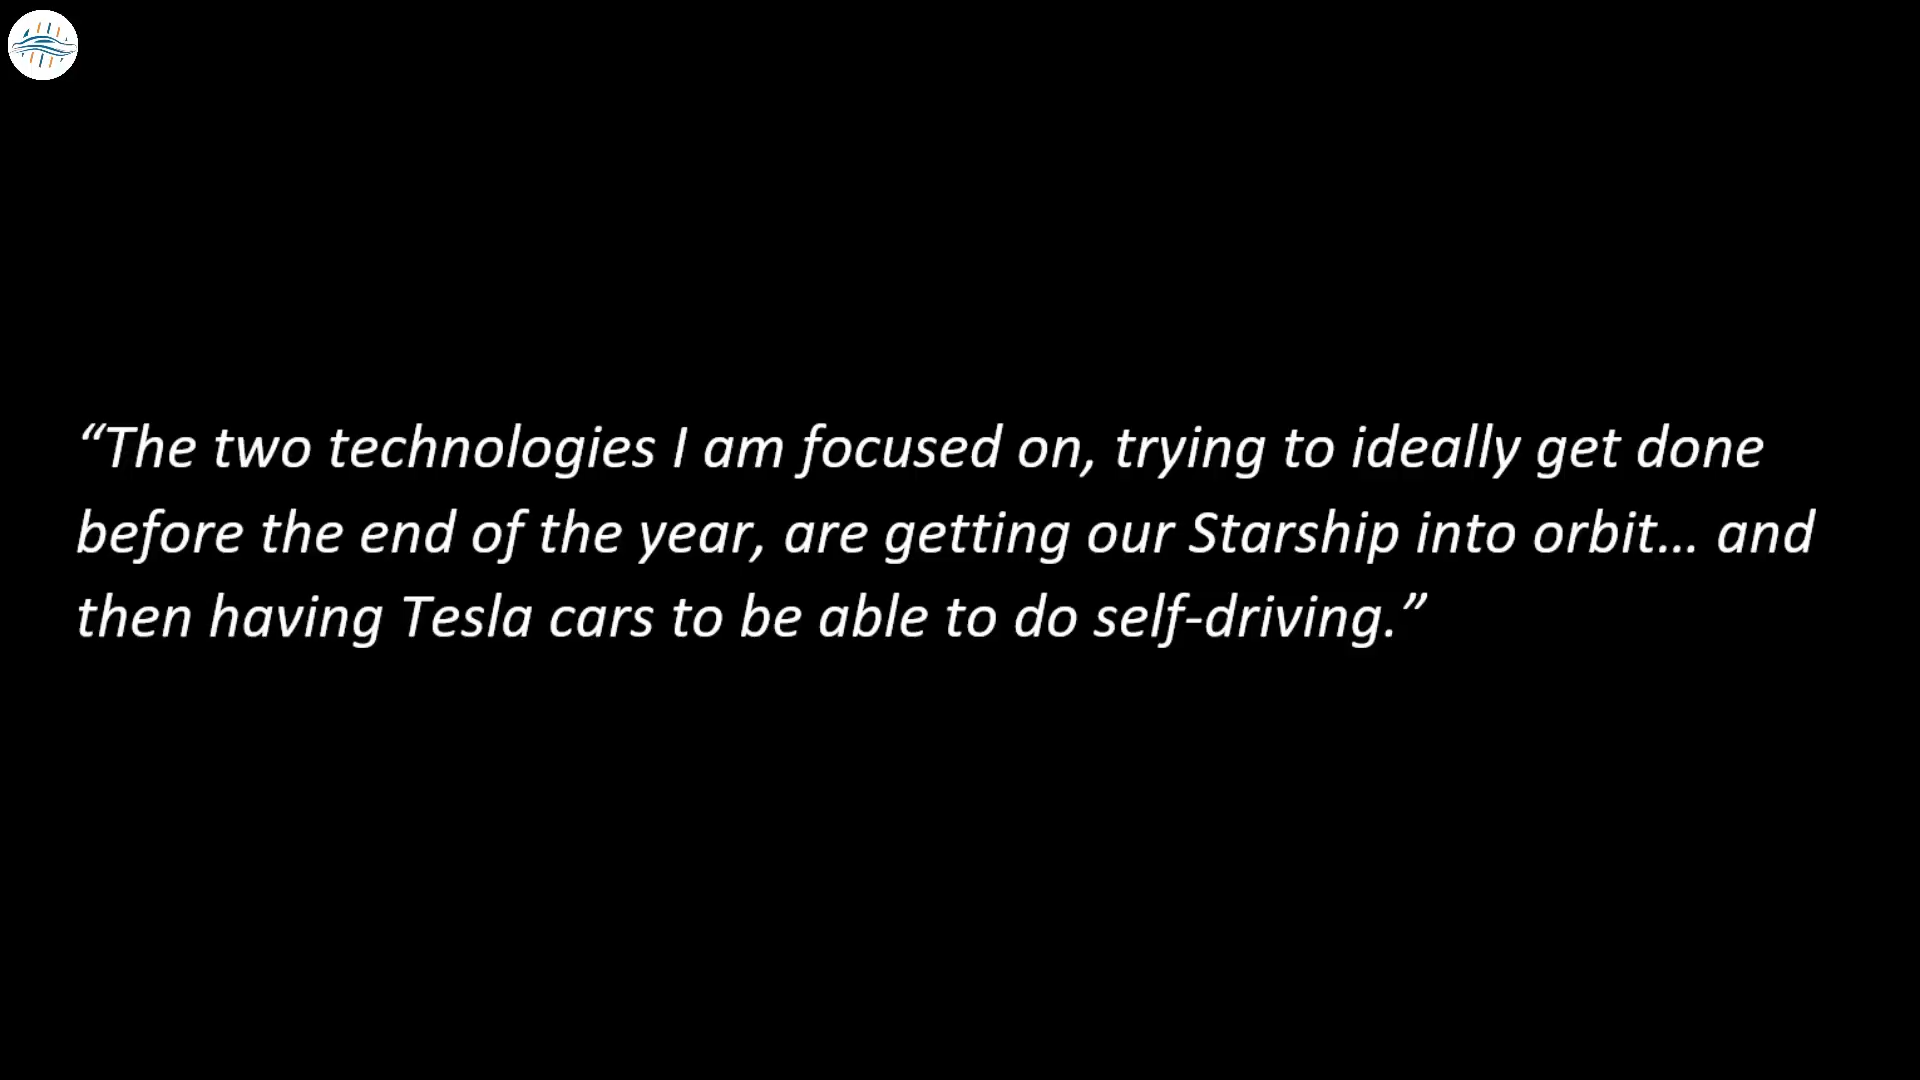 “The two technologies I am focused on, trying to ideally get done
before the end of the year, are getting our Starship into orbit... and
then having Tesla cars to be able to do self-driving.”